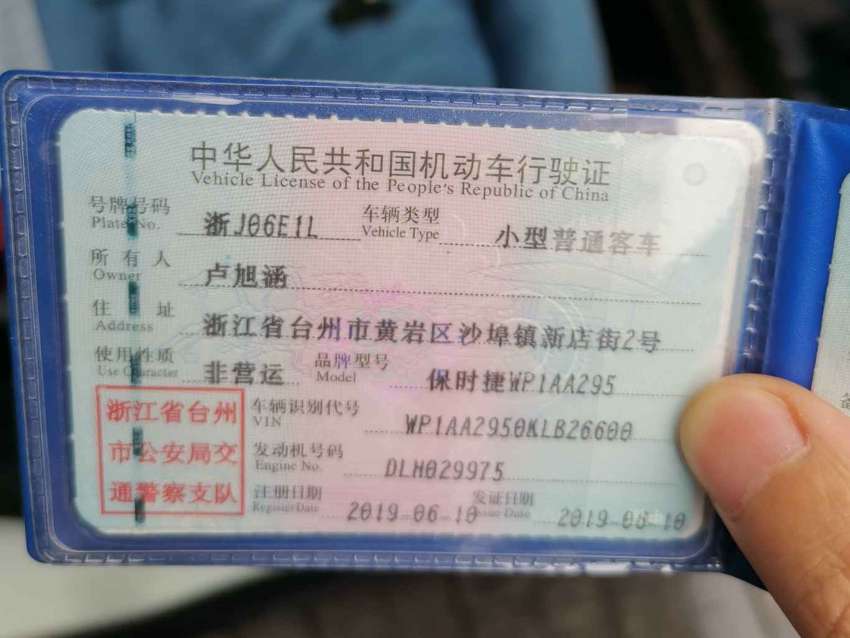 中华人民共和国机动车行驶证
Vehicle License of the People's Republic of China
号牌号码 浙J06E1L 车辆类型 小型普通客车
Plate No. Vehicle Type
所有人 卢旭涵
Owner
住址 浙江省台州市黄岩区沙埠镇新店街2号
Address
使用性质 非营运 品牌型号 保时捷WP1AA295
Use Character Model
浙江省台州
市公安局交
通警察支队
车辆识别代号 WP1AA2950KLB26600
VIN
发动机号码 DLH029975
Engine No.
注册日期 2019-06-10 发证日期 2019-06-10
Register Date Issue Date